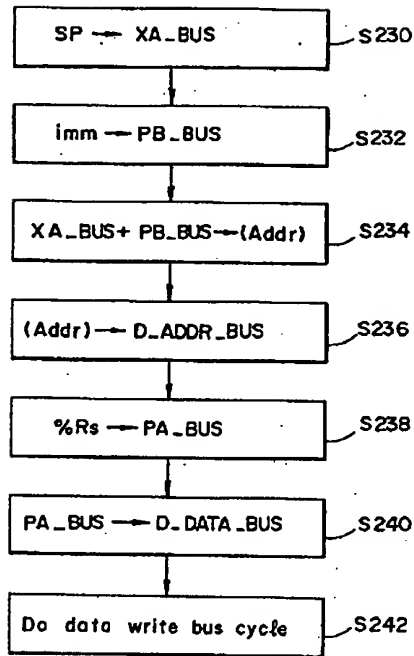 SP → XA_BUS
S230
imm → PB_BUS
S232
XA_BUS + PB_BUS → (Addr)
S234
(Addr) → D_ADDR_BUS
S236
%Rs → PA_BUS
S238
PA_BUS → D_DATA_BUS
S240
Do data write bus cycle
S242